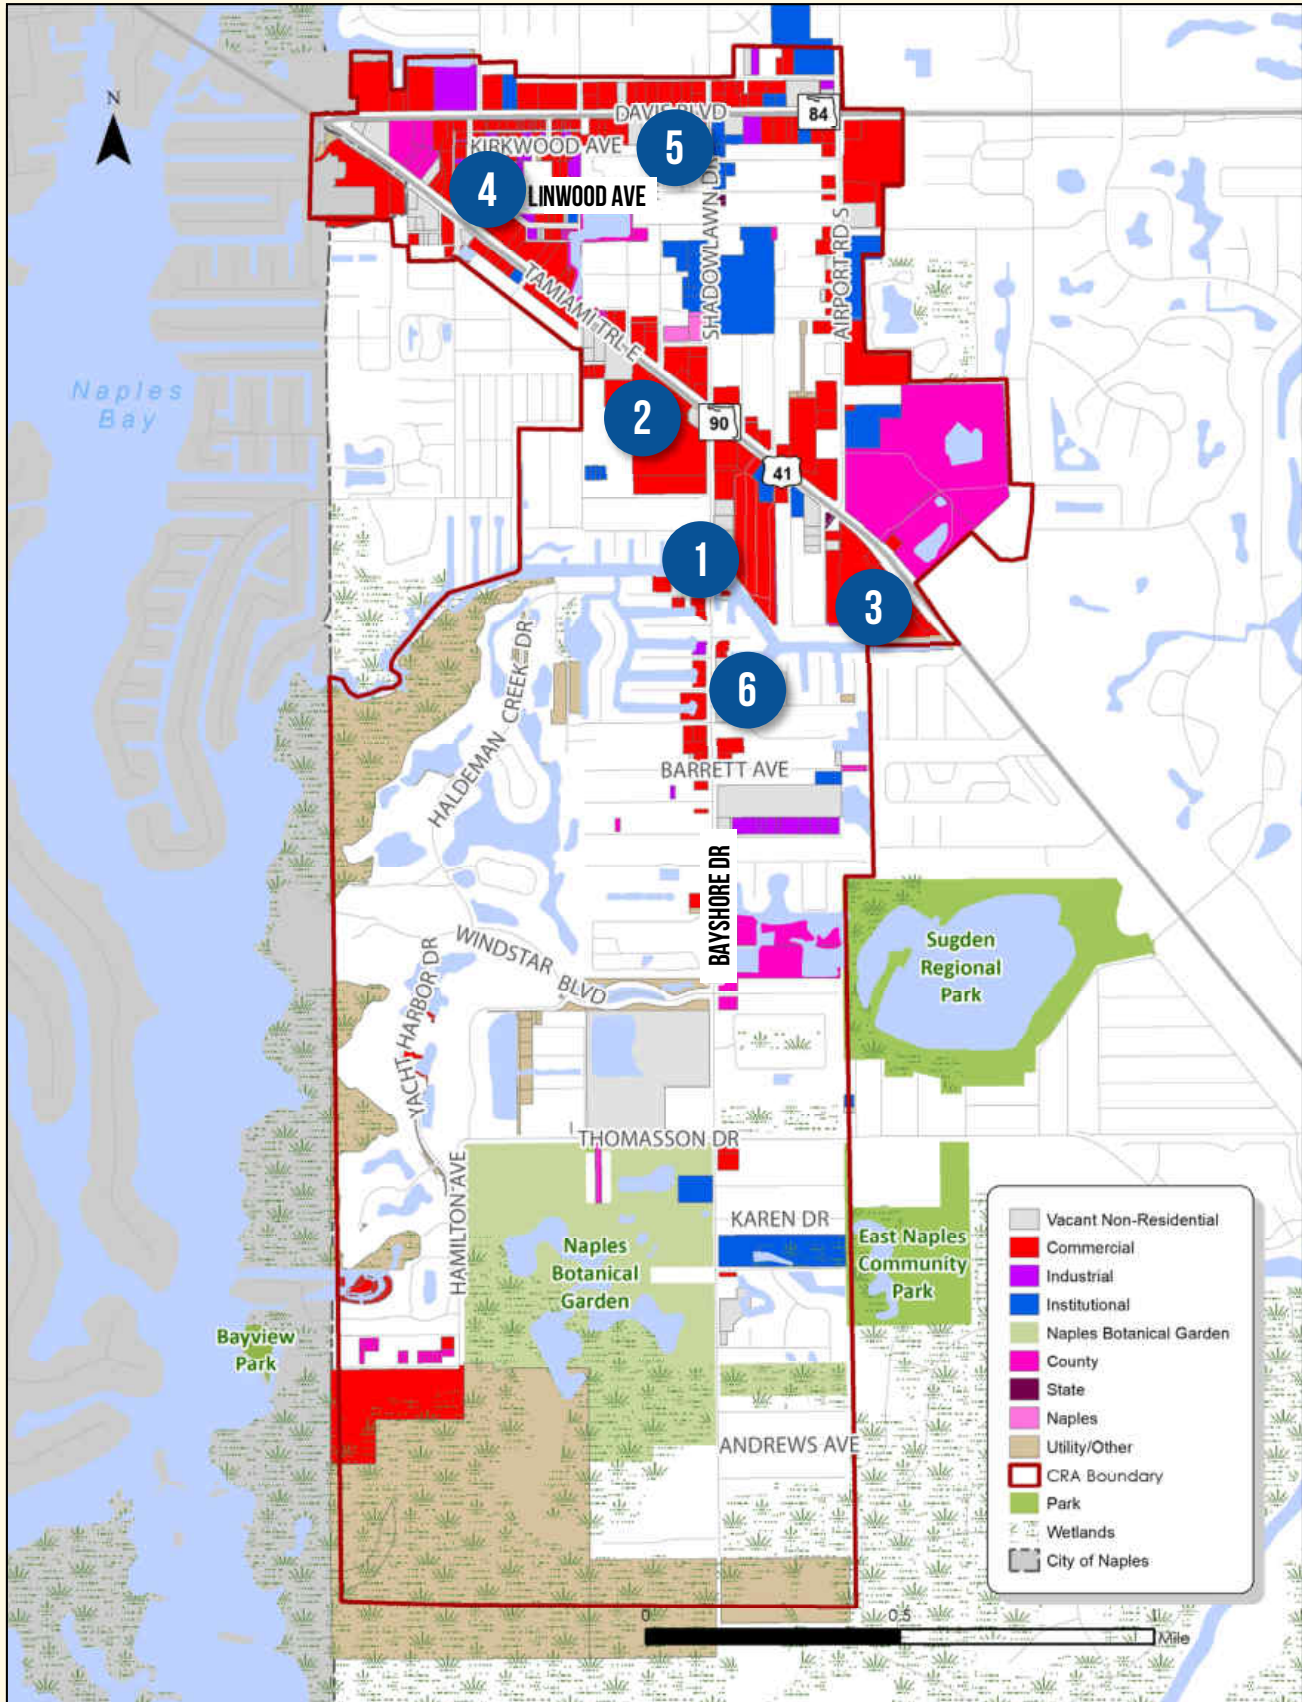 N
DAVIS BLVD
84
KIRKWOOD AVE
5
4
LINWOOD AVE
SHADOWLAWN DR
AIRPORT RD S
TAMIAMI TRL E
Naples
Bay
2
90
41
1
3
HALDEMAN CREEK DR
6
BARRETT AVE
BAYSHORE DR
WINDSTAR BLVD
YACHT HARBOR DR
Sugden
Regional
Park
THOMASSON DR
HAMILTON AVE
KAREN DR
Naples
Botanical
Garden
East Naples
Community
Park
Bayview
Park
ANDREWS AVE
Vacant Non-Residential
Commercial
Industrial
Institutional
Naples Botanical Garden
County
State
Naples
Utility/Other
CRA Boundary
Park
Wetlands
City of Naples
0 0.5 1
Mile